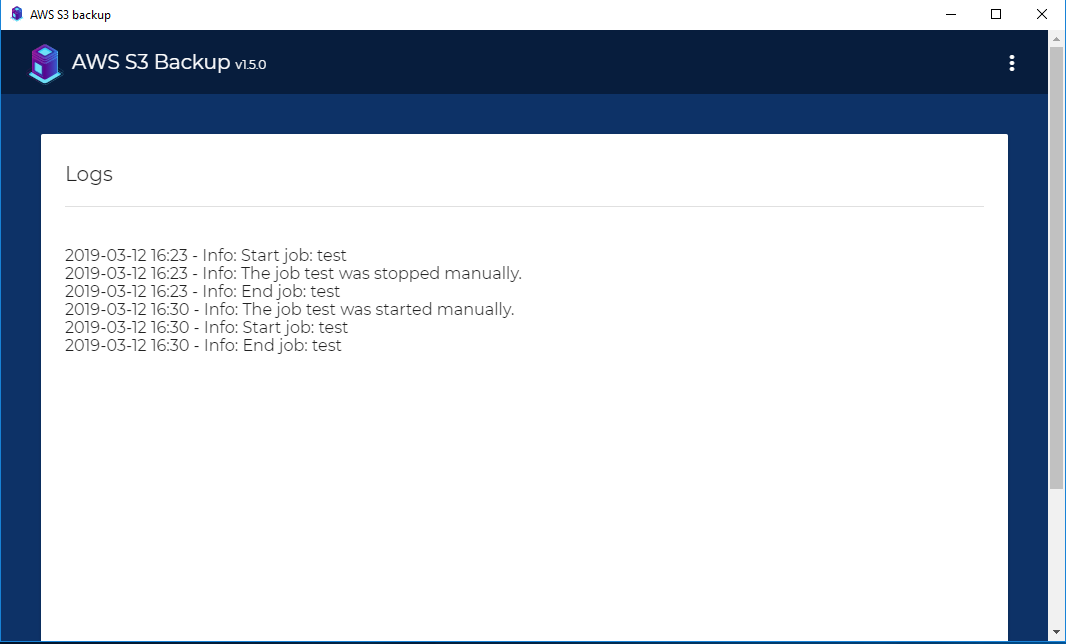 AWS S3 backup
AWS S3 Backup v1.5.0
Logs
2019-03-12 16:23 - Info: Start job: test
2019-03-12 16:23 - Info: The job test was stopped manually.
2019-03-12 16:23 - Info: End job: test
2019-03-12 16:30 - Info: The job test was started manually.
2019-03-12 16:30 - Info: Start job: test
2019-03-12 16:30 - Info: End job: test